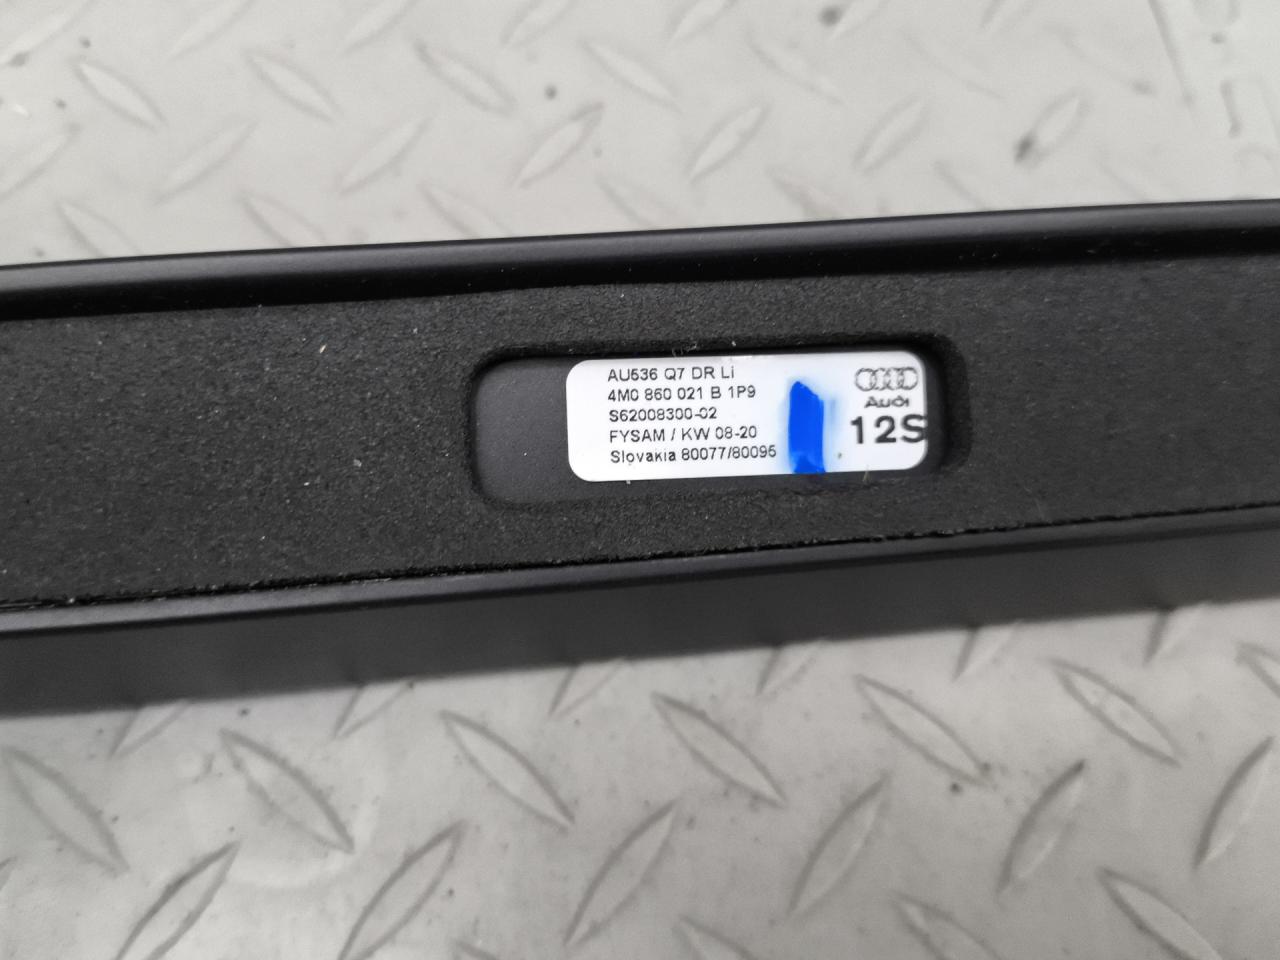 AU536 Q7 DR Li
4M0 860 021 B 1P9
S62008300-02
FYSAM / KW 08-20
Slovakia 80077/80095
Audi
12S